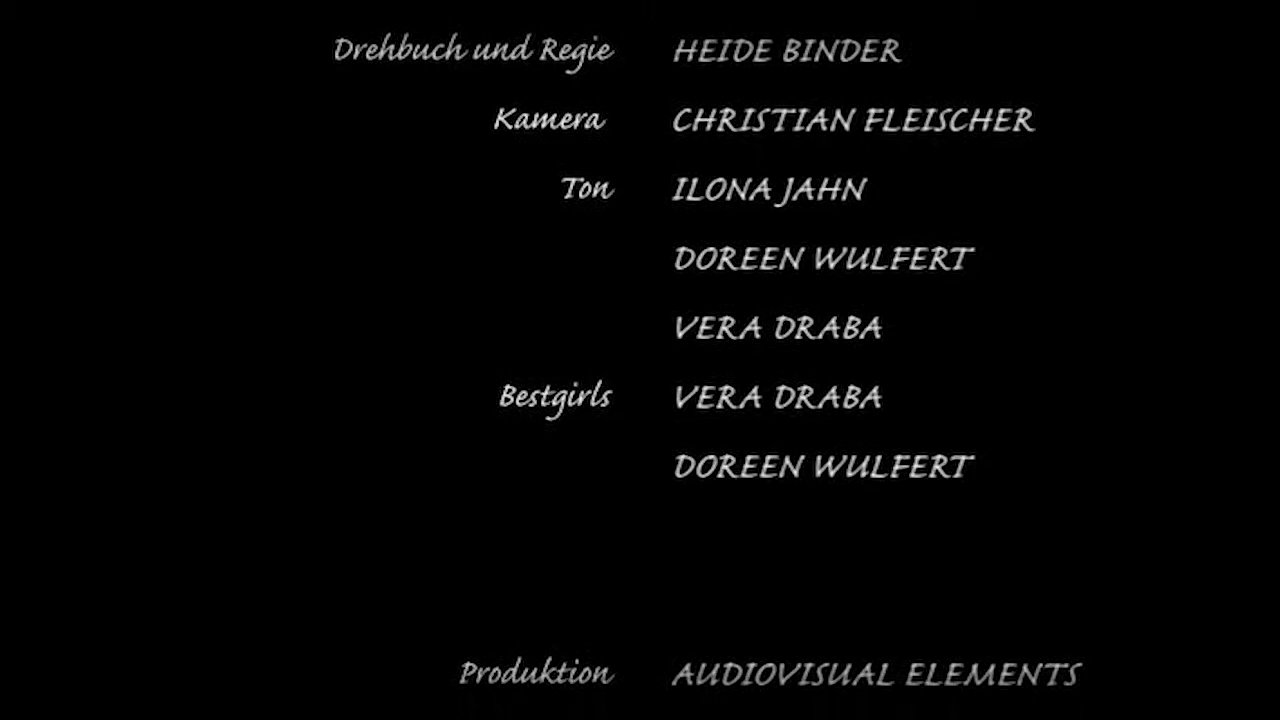 Drehbuch und Regie HEIDE BINDER
Kamera CHRISTIAN FLEISCHER
Ton ILONA JAHN
DOREEN WULFERT
VERA DRABA
Bestgirls VERA DRABA
DOREEN WULFERT
Produktion AUDIOVISUAL ELEMENTS